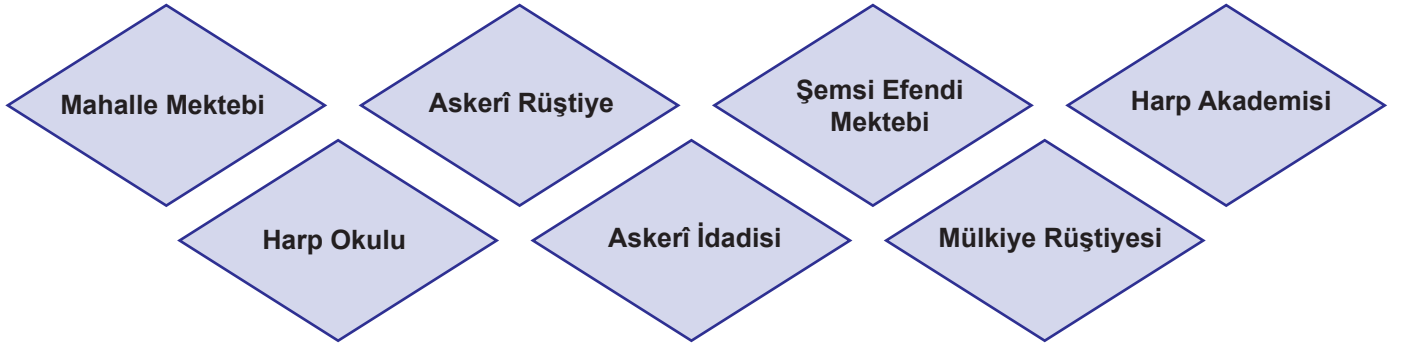 Mahalle Mektebi
Askerî Rüştiye
Şemsi Efendi
Mektebi
Harp Akademisi
Harp Okulu
Askerî İdadisi
Mülkiye Rüştiyesi